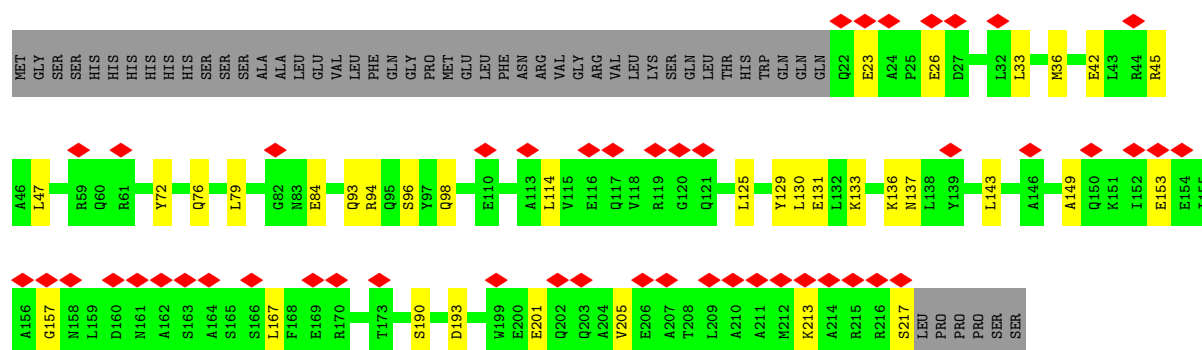 MET GLY SER SER HIS HIS HIS HIS HIS HIS SER SER SER ALA ALA LEU GLU VAL LEU PHE GLN GLY PRO MET GLU LEU PHE ASN ARG VAL GLY ARG VAL LEU LYS SER GLN LEU THR HIS TRP GLN GLN GLN Q22 E23 A24 P25 E26 D27 L32 L33 M36 E42 L43 R44 R45
A46 L47 R59 Q60 R61 Y72 Q76 L79 G82 N83 E84 Q93 R94 Q95 S96 Y97 Q98 E110 A113 L114 V115 E116 Q117 V118 R119 G120 Q121 L125 Y129 L130 E131 L132 K133 K136 N137 L138 Y139 L143 A146 A149 Q150 K151 I152 E153 E154 I155
A156 G157 N158 L159 D160 N161 A162 S163 A164 S165 S166 L167 F168 E169 R170 T173 S190 D193 W199 E200 E201 Q202 Q203 A204 V205 E206 A207 T208 L209 A210 A211 M212 K213 A214 R215 R216 S217 LEU PRO PRO PRO SER SER